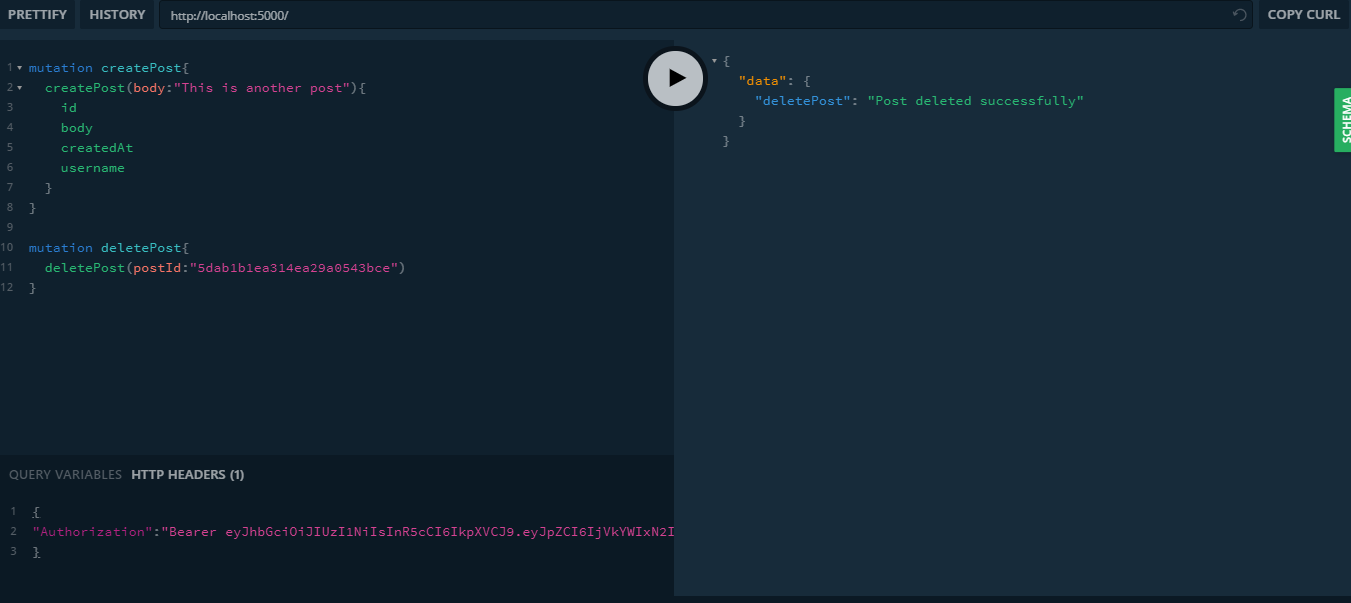 PRETTIFY HISTORY http://localhost:5000/ COPY CURL
1 mutation createPost{
2 createPost(body:"This is another post"){
3 id
4 body
5 createdAt
6 username
7 }
8 }
9
10 mutation deletePost{
11 deletePost(postId:"5dab1b1ea314ea29a0543bce")
12 }
{
"data": {
"deletePost": "Post deleted successfully"
}
}
SCHEMA
QUERY VARIABLES HTTP HEADERS (1)
1 {
2 "Authorization":"Bearer eyJhbGciOiJIUzI1NiIsInR5cCI6IkpXVCJ9.eyJpZCI6IjVkYWIxN2I
3 }